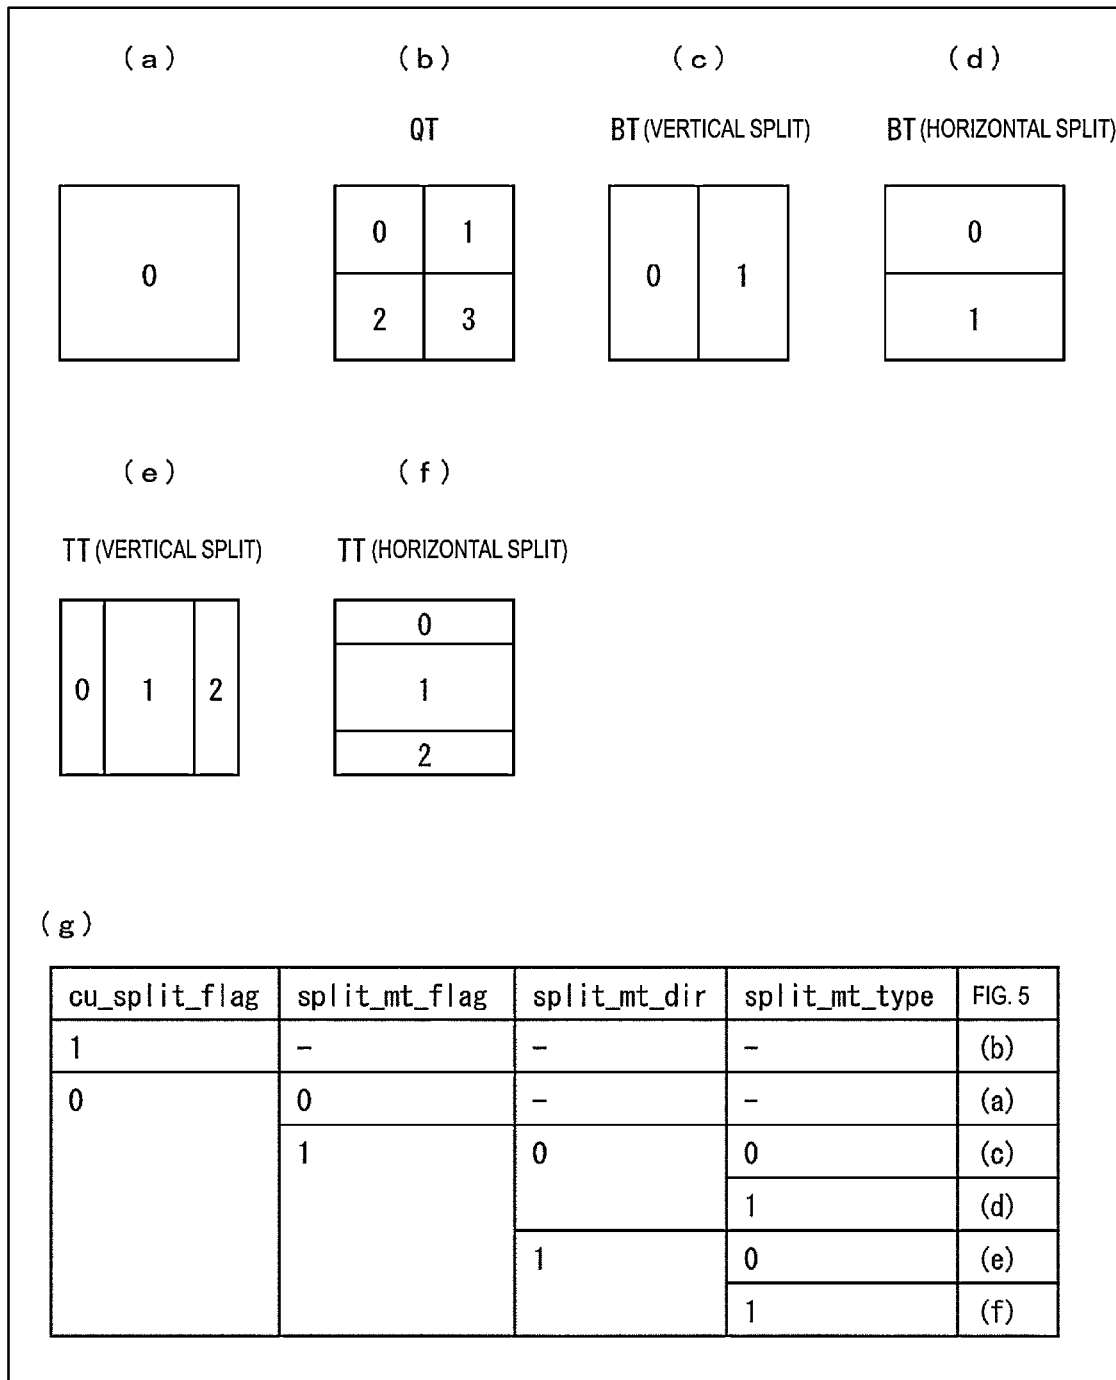 (a) (b) (c) (d)
QT BT (VERTICAL SPLIT) BT (HORIZONTAL SPLIT)
0
0 1
2 3
0 1
0
1
(e) (f)
TT (VERTICAL SPLIT) TT (HORIZONTAL SPLIT)
0 1 2
0
1
2
(g)
cu_split_flag split_mt_flag split_mt_dir split_mt_type FIG. 5
1 – – – (b)
0 0 – – (a)
1 0 0 (c)
1 (d)
1 0 (e)
1 (f)